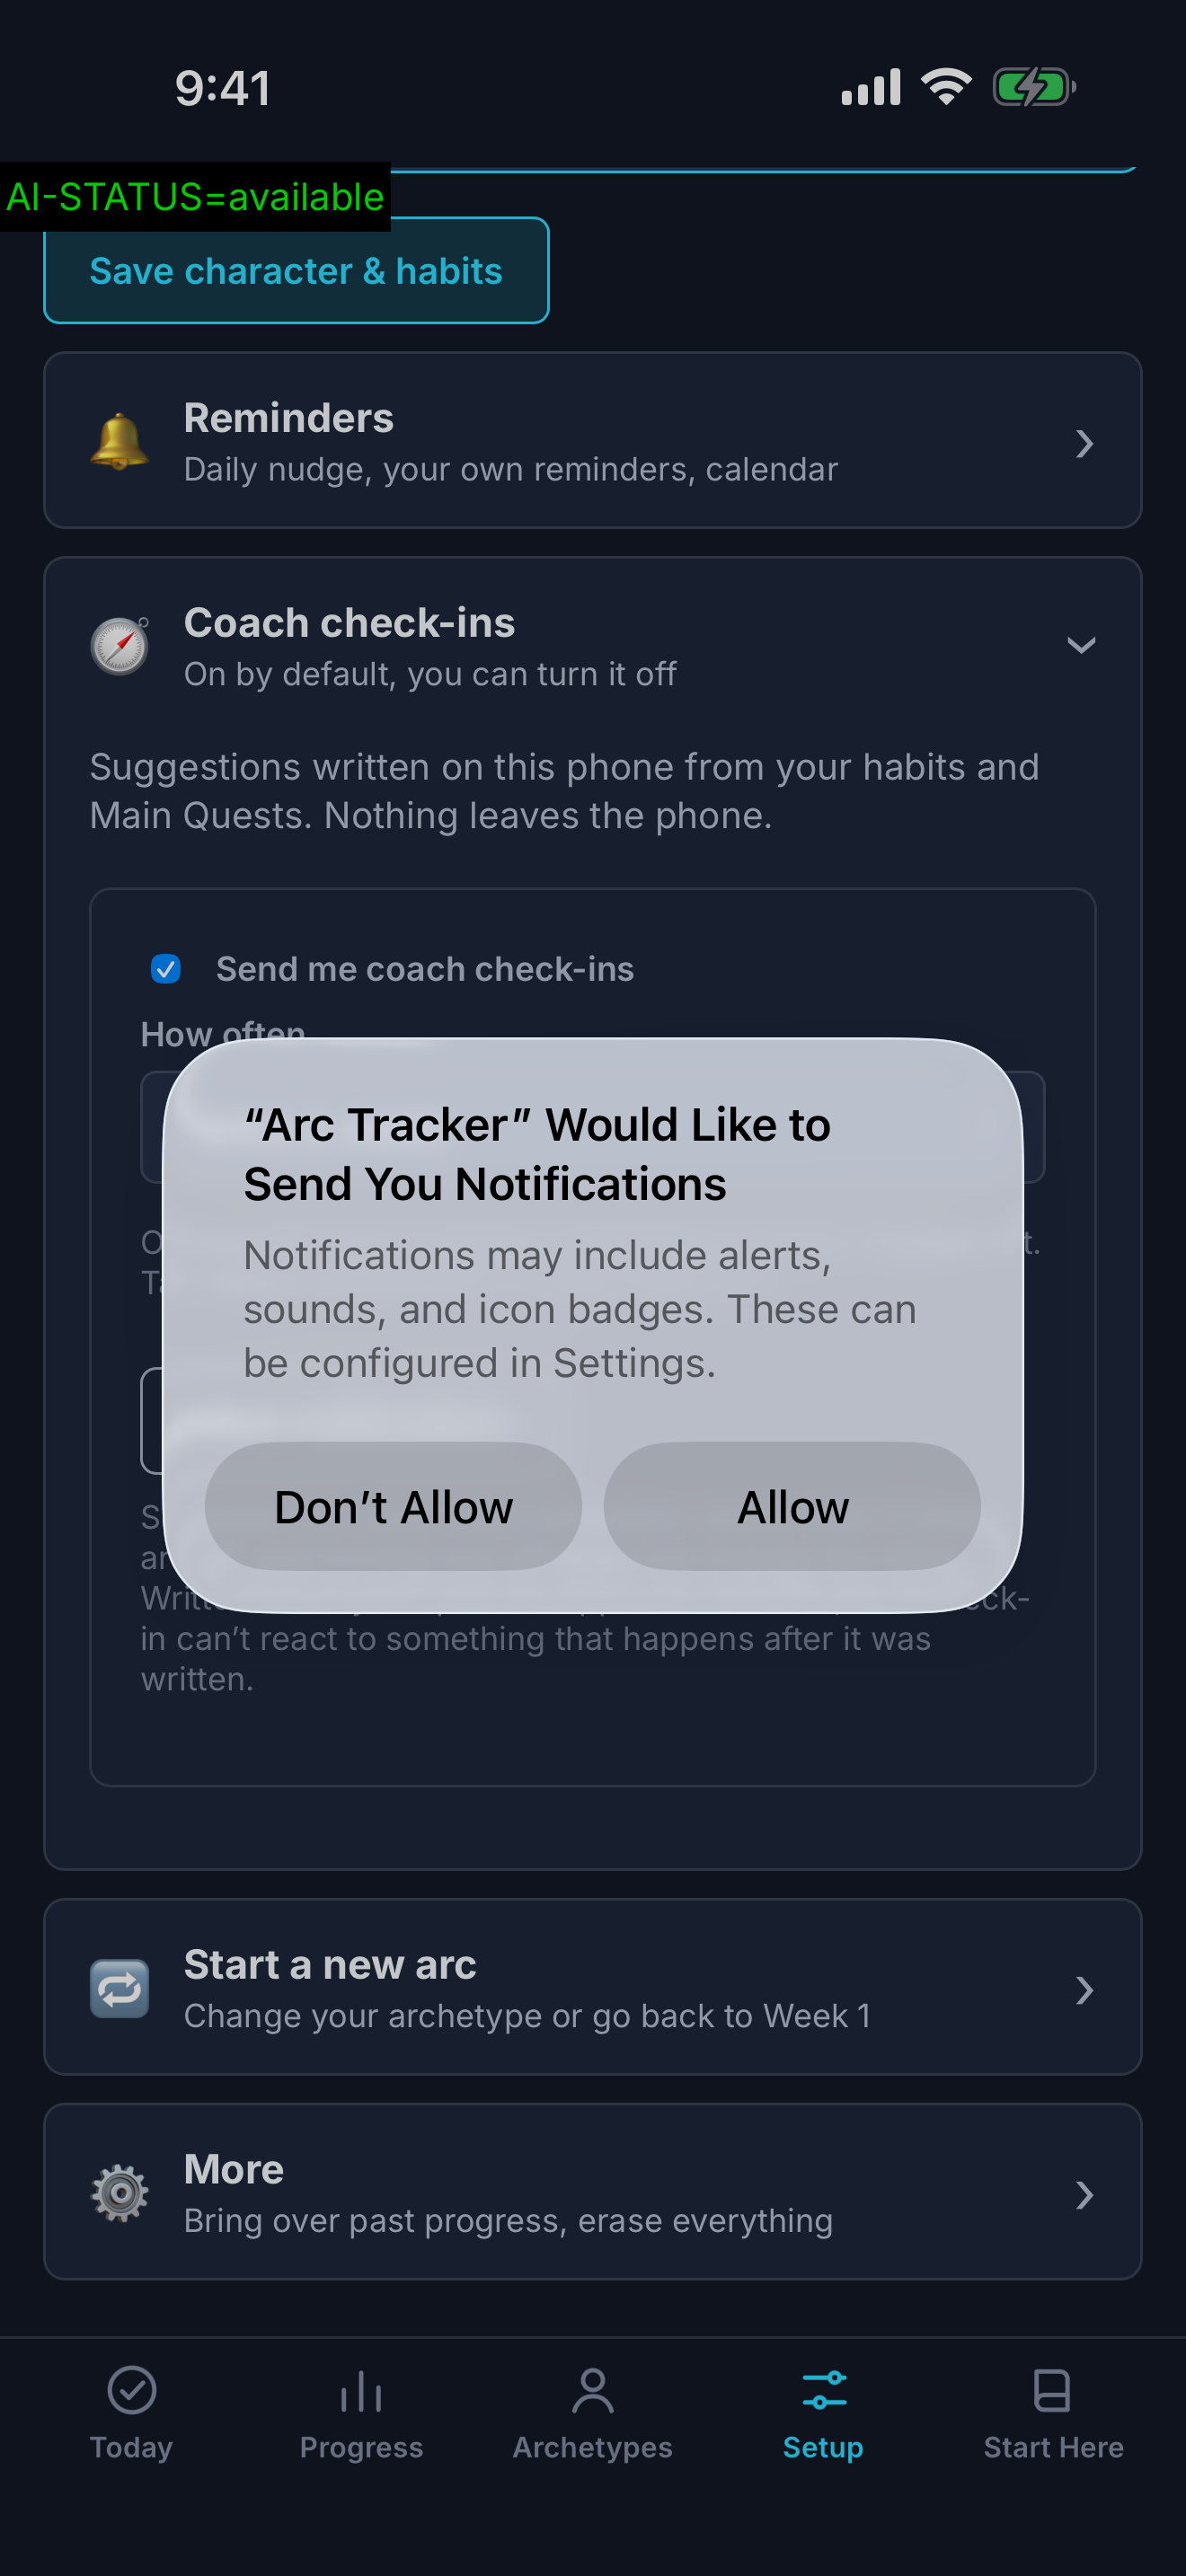 9:41
AI-STATUS=available
Save character & habits
Reminders
Daily nudge, your own reminders, calendar
Coach check-ins
On by default, you can turn it off
Suggestions written on this phone from your habits and
Main Quests. Nothing leaves the phone.
Send me coach check-ins
How often
“Arc Tracker” Would Like to
Send You Notifications
Notifications may include alerts,
sounds, and icon badges. These can
be configured in Settings.
Don’t Allow
Allow
in can’t react to something that happens after it was
written.
Start a new arc
Change your archetype or go back to Week 1
More
Bring over past progress, erase everything
Today
Progress
Archetypes
Setup
Start Here